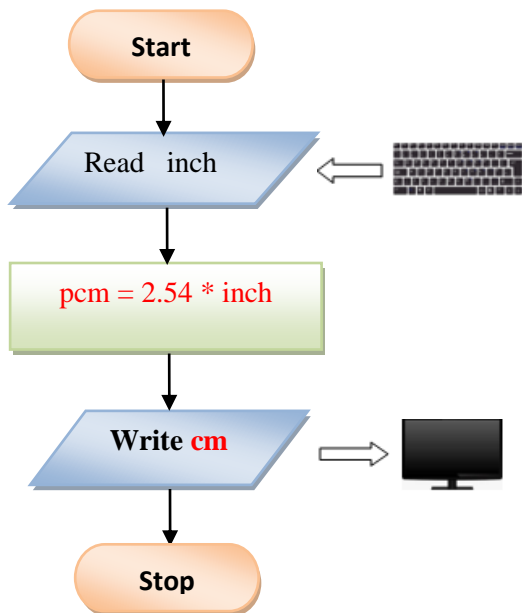 Start
Read inch
pcm = 2.54 * inch
Write cm
Stop